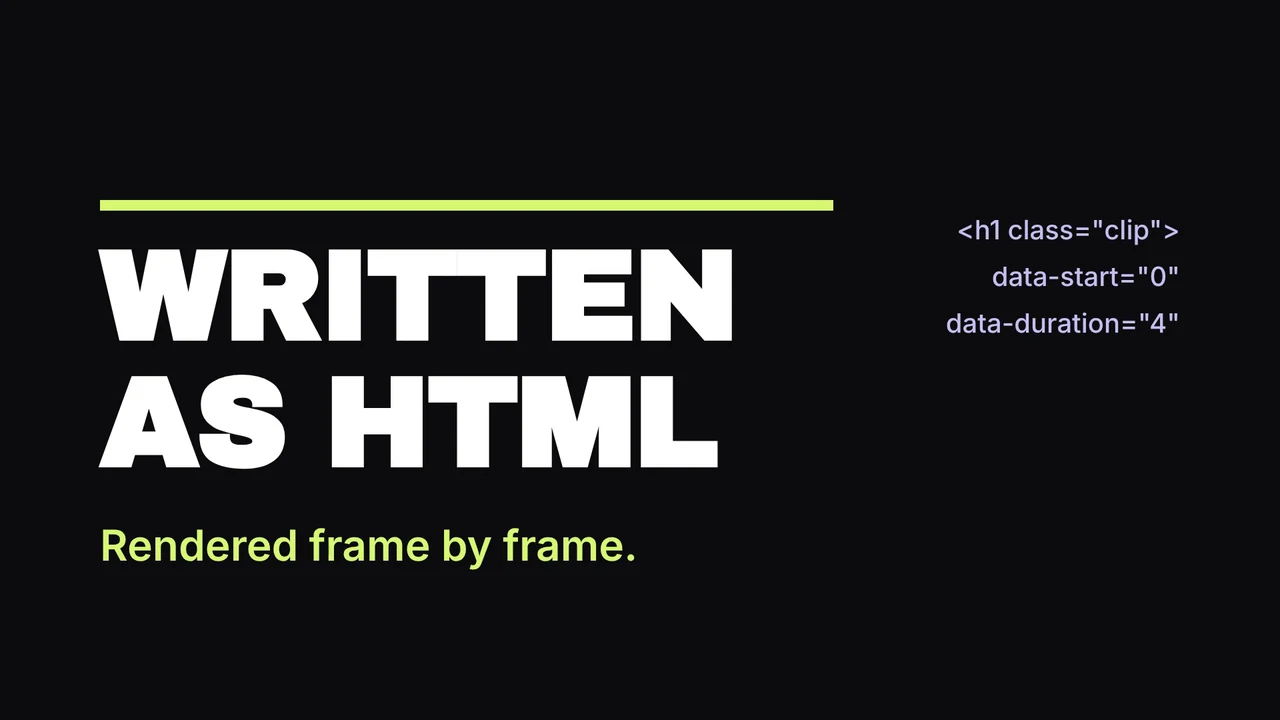 WRITTEN
AS HTML
Rendered frame by frame.
<h1 class="clip">
data-start="0"
data-duration="4"